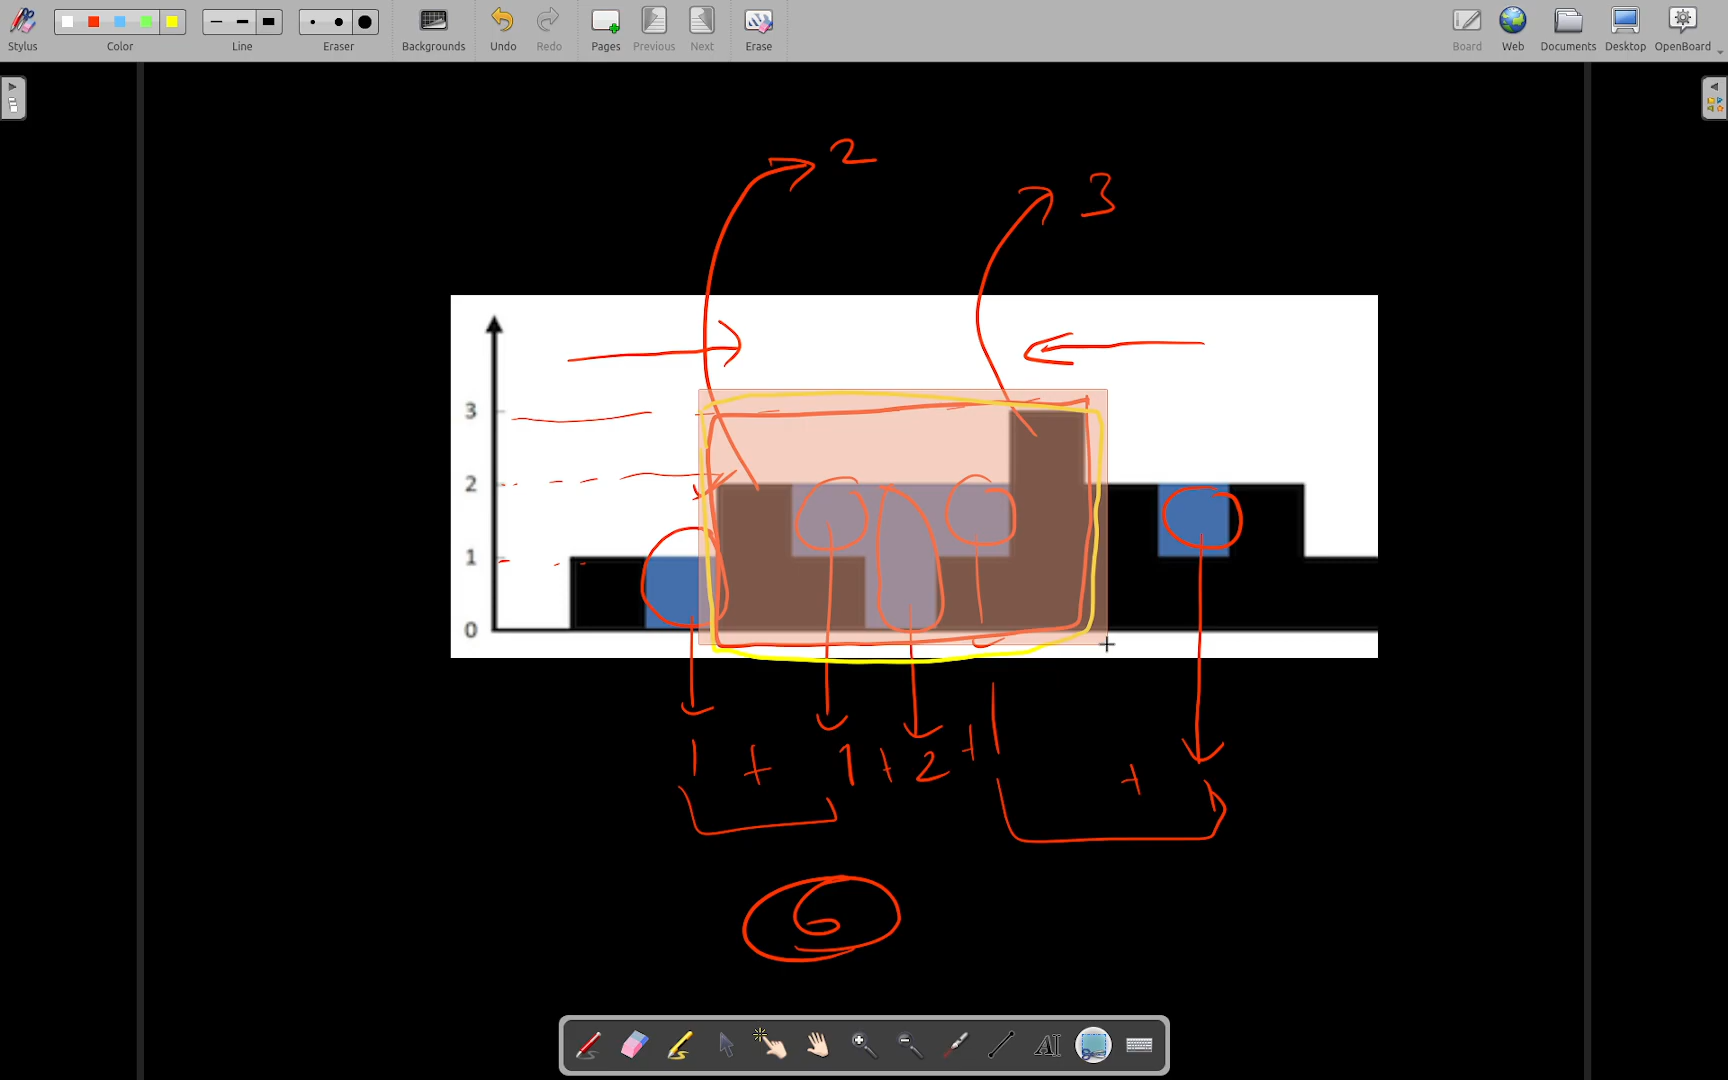 Stylus
Color
Line
Eraser
Backgrounds
Undo
Redo
Pages
Previous
Next
Erase
Board
Web
Documents
Desktop
OpenBoard
2
3
3
2
1
0
1 + 1 + 2 + 1 +
6
AI